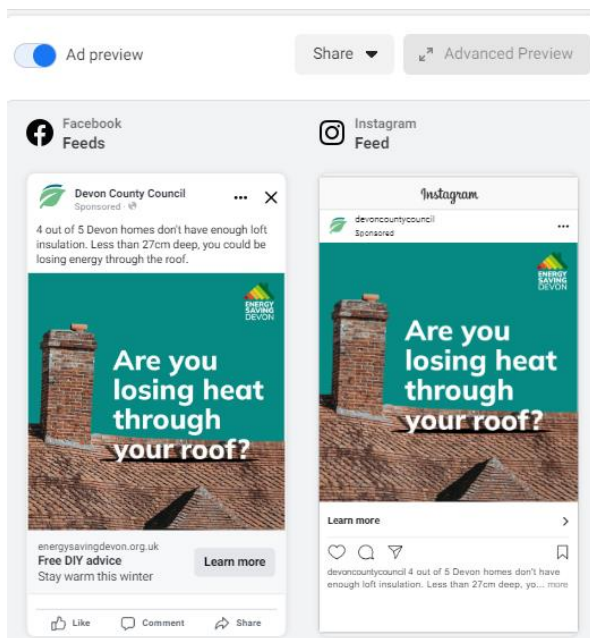 Ad preview
Share
Advanced Preview
Facebook
Feeds
Devon County Council
Sponsored ·
4 out of 5 Devon homes don't have enough loft
insulation. Less than 27cm deep, you could be
losing energy through the roof.
ENERGY
SAVING
DEVON
Are you
losing heat
through
your roof?
energysavingdevon.org.uk
Free DIY advice
Stay warm this winter
Learn more
Like
Comment
Share
Instagram
Feed
Instagram
devoncountycouncil
Sponsored
ENERGY
SAVING
DEVON
Are you
losing heat
through
your roof?
Learn more
devoncountycouncil 4 out of 5 Devon homes don't have
enough loft insulation. Less than 27cm deep, yo... more